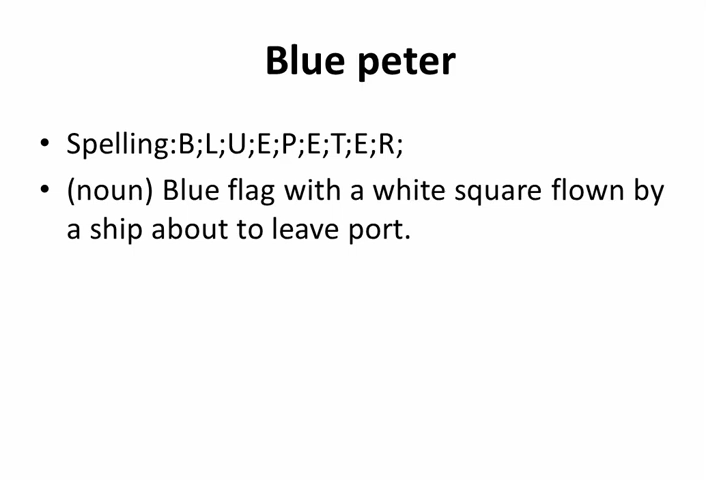 Blue peter
• Spelling:B;L;U;E;P;E;T;E;R;
• (noun) Blue flag with a white square flown by
a ship about to leave port.